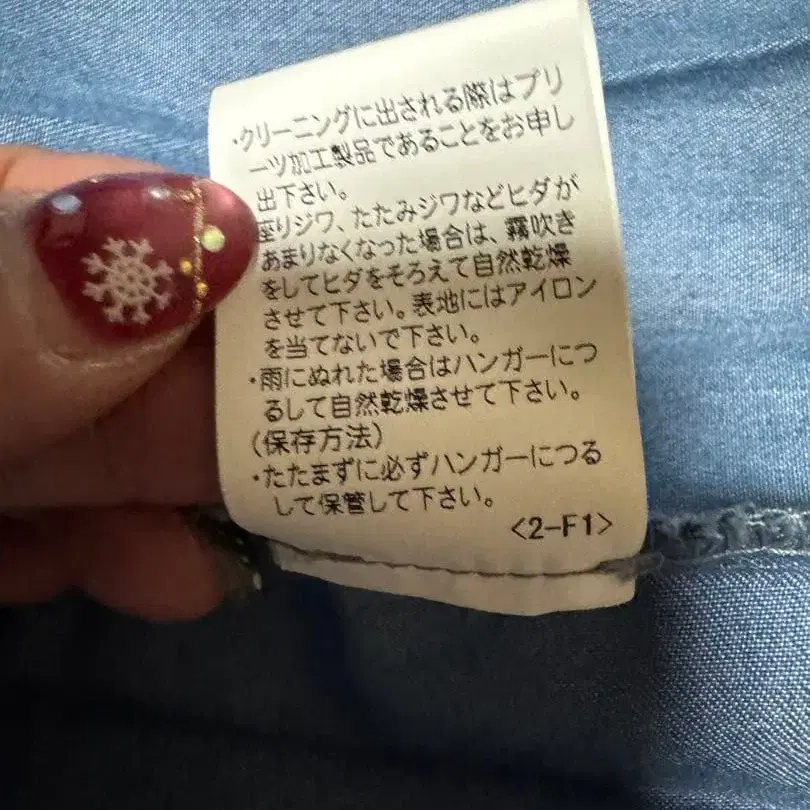 ・クリーニングに出される際はプリ
ーツ加工製品であることをお申し
出下さい。
座りジワ、たたみジワなどヒダが
あまりなくなった場合は、霧吹き
をしてヒダをそろえて自然乾燥
させて下さい。表地にはアイロン
を当てないで下さい。
・雨にぬれた場合はハンガーにつ
るして自然乾燥させて下さい。
(保存方法)
・たたまずに必ずハンガーにつる
して保管して下さい。
<2-F1>